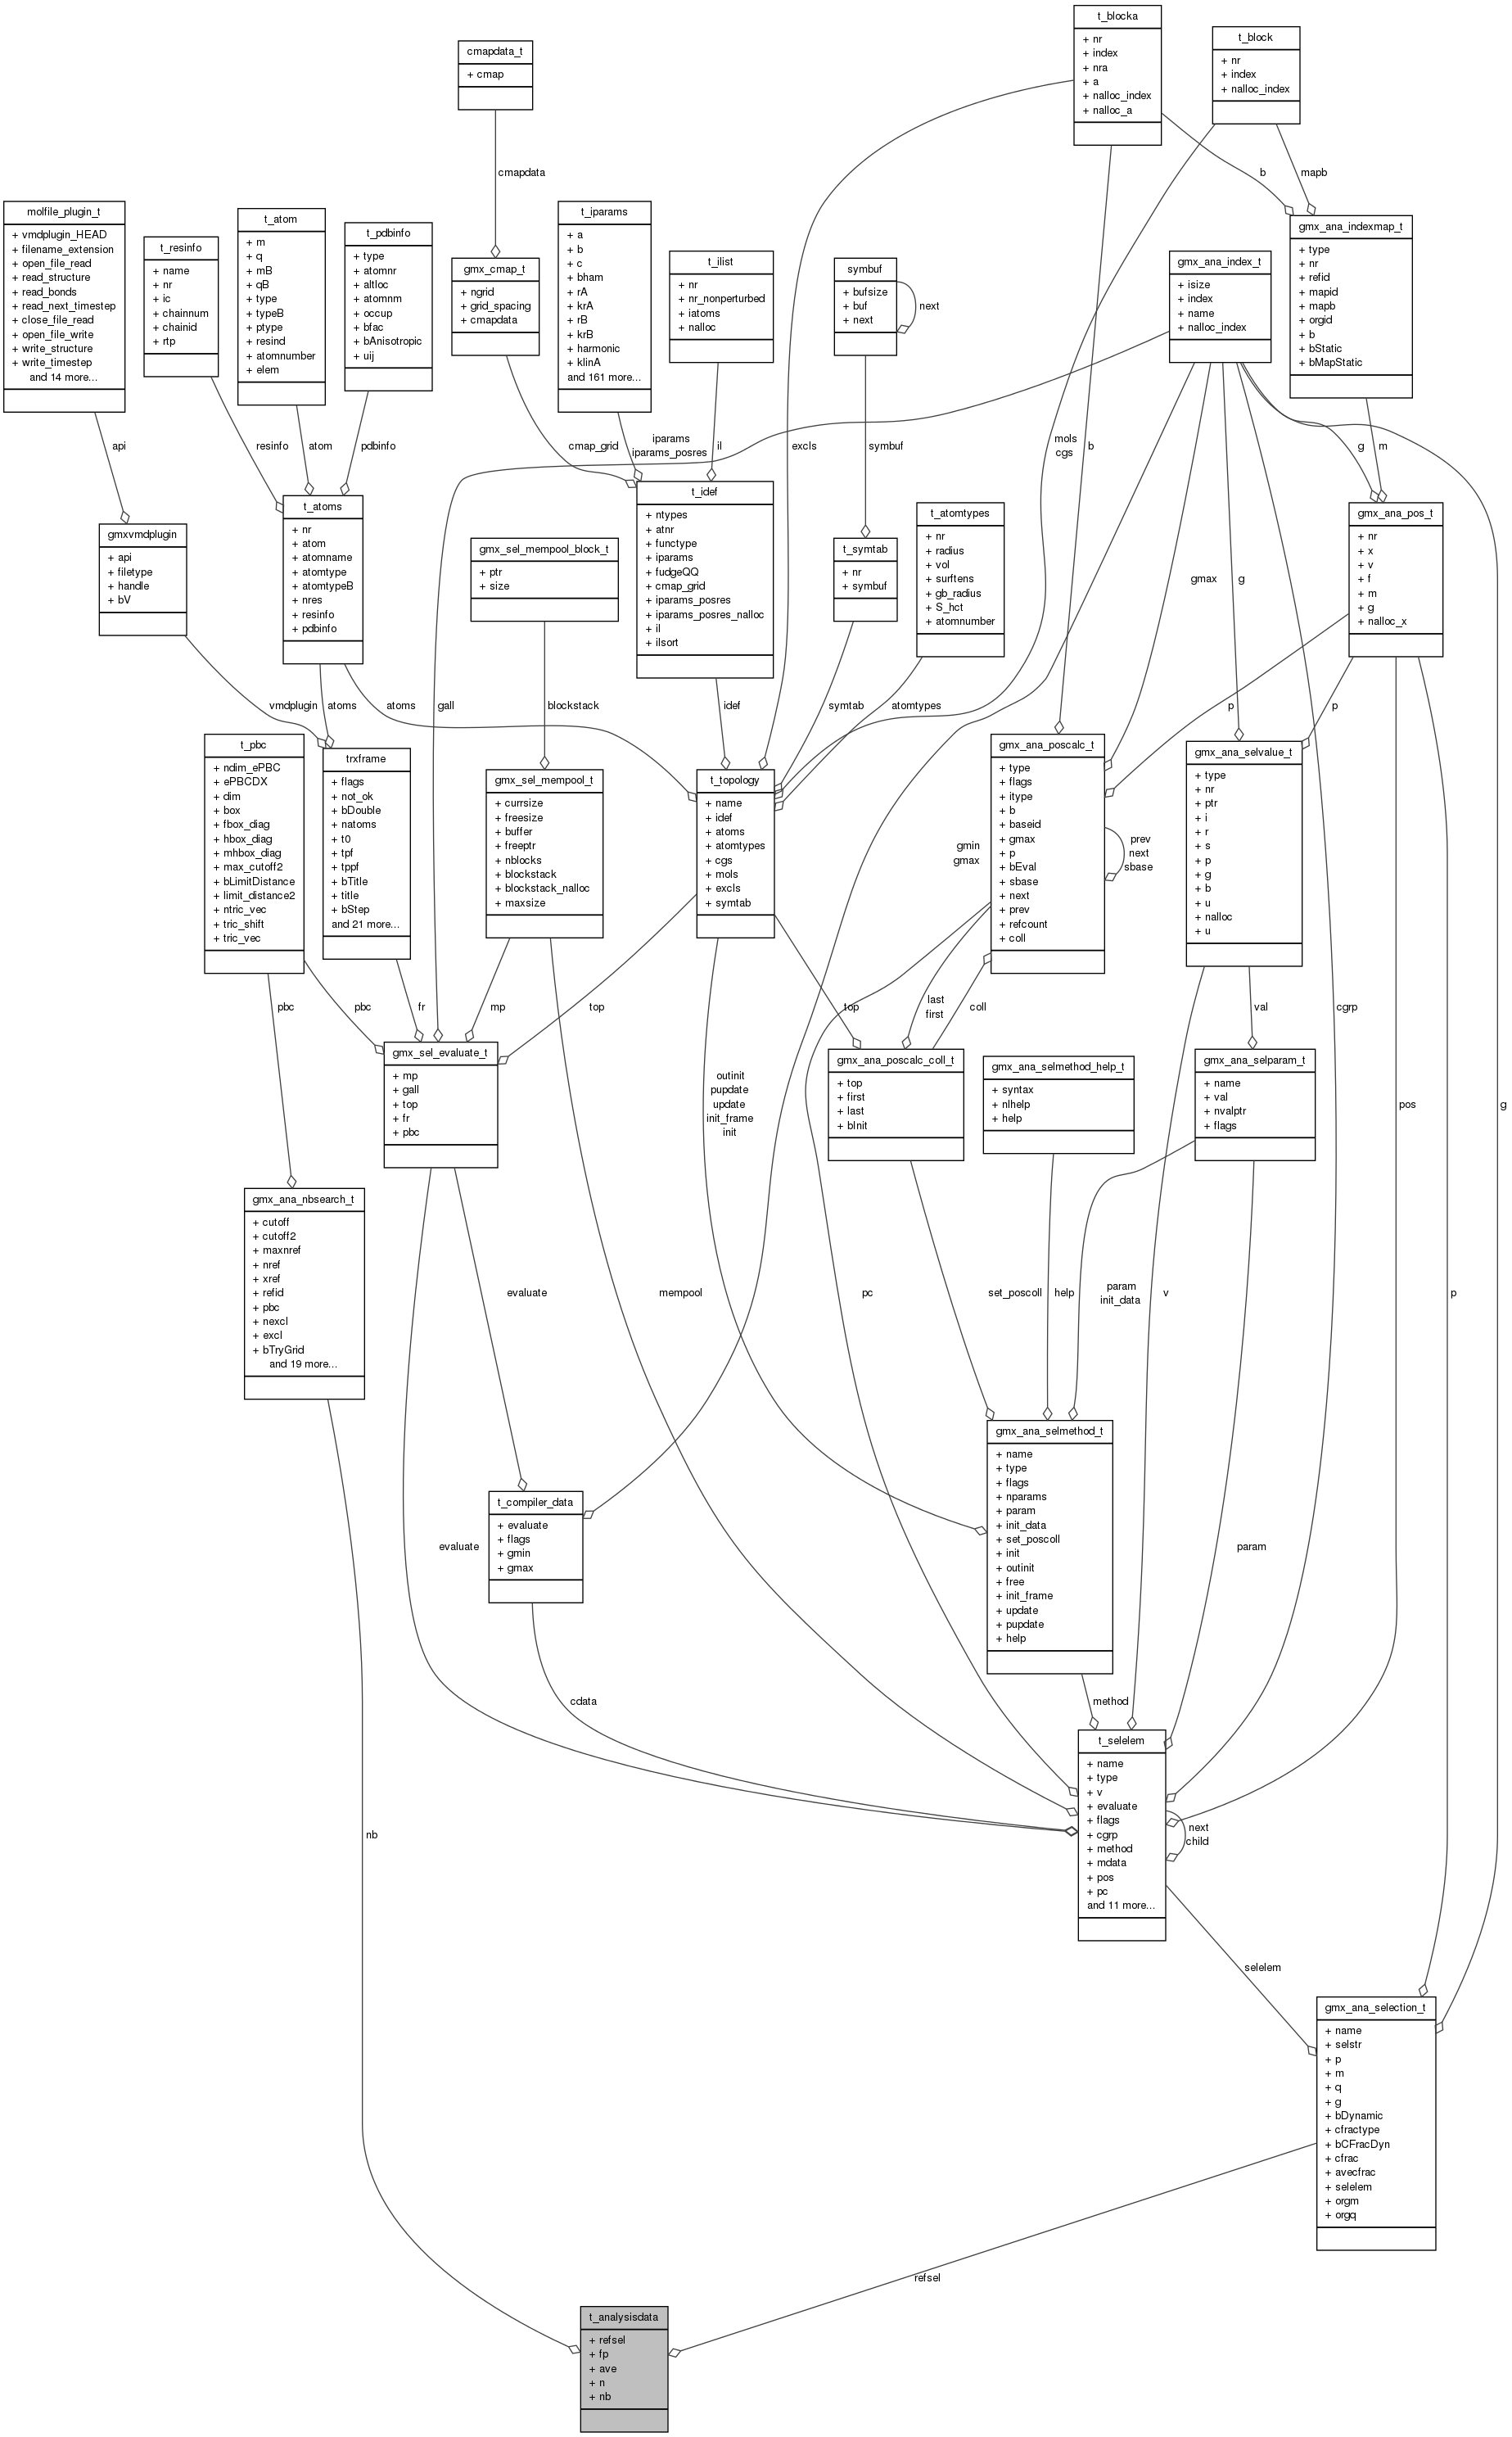 t_blocka
+ nr
+ index
+ nra
+ a
+ nalloc_index
+ nalloc_a
t_block
+ nr
+ index
+ nalloc_index
cmapdata_t
+ cmap
cmapdata
b
mapb
molfile_plugin_t
+ vmdplugin_HEAD
+ filename_extension
+ open_file_read
+ read_structure
+ read_bonds
+ read_next_timestep
+ close_file_read
+ open_file_write
+ write_structure
+ write_timestep
and 14 more...
t_resinfo
+ name
+ nr
+ ic
+ chainnum
+ chainid
+ rtp
t_atom
+ m
+ q
+ mB
+ qB
+ type
+ typeB
+ ptype
+ resind
+ atomnumber
+ elem
t_pdbinfo
+ type
+ atomnr
+ altloc
+ atomnm
+ occup
+ bfac
+ bAnisotropic
+ uij
gmx_cmap_t
+ ngrid
+ grid_spacing
+ cmapdata
t_iparams
+ a
+ b
+ c
+ bham
+ rA
+ krA
+ rB
+ krB
+ harmonic
+ klinA
and 161 more...
t_ilist
+ nr
+ nr_nonperturbed
+ iatoms
+ nalloc
symbuf
+ bufsize
+ buf
+ next
next
gmx_ana_index_t
+ isize
+ index
+ name
+ nalloc_index
gmx_ana_indexmap_t
+ type
+ nr
+ refid
+ mapid
+ mapb
+ orgid
+ b
+ bStatic
+ bMapStatic
api
resinfo
atom
pdbinfo
cmap_grid
iparams
iparams_posres
il
symbuf
excls
mols
cgs
b
g
m
gmxvmdplugin
+ api
+ filetype
+ handle
+ bV
t_atoms
+ nr
+ atom
+ atomname
+ atomtype
+ atomtypeB
+ nres
+ resinfo
+ pdbinfo
gmx_sel_mempool_block_t
+ ptr
+ size
t_idef
+ ntypes
+ atnr
+ functype
+ iparams
+ fudgeQQ
+ cmap_grid
+ iparams_posres
+ iparams_posres_nalloc
+ il
+ ilsort
t_symtab
+ nr
+ symbuf
t_atomtypes
+ nr
+ radius
+ vol
+ surftens
+ gb_radius
+ S_hct
+ atomnumber
gmax
g
gmx_ana_pos_t
+ nr
+ x
+ v
+ f
+ m
+ g
+ nalloc_x
vmdplugin
atoms
atoms
gall
blockstack
idef
symtab
atomtypes
p
p
t_pbc
+ ndim_ePBC
+ ePBCDX
+ dim
+ box
+ fbox_diag
+ hbox_diag
+ mhbox_diag
+ max_cutoff2
+ bLimitDistance
+ limit_distance2
+ ntric_vec
+ tric_shift
+ tric_vec
trxframe
+ flags
+ not_ok
+ bDouble
+ natoms
+ t0
+ tpf
+ tppf
+ bTitle
+ title
+ bStep
and 21 more...
gmx_sel_mempool_t
+ currsize
+ freesize
+ buffer
+ freeptr
+ nblocks
+ blockstack
+ blockstack_nalloc
+ maxsize
t_topology
+ name
+ idef
+ atoms
+ atomtypes
+ cgs
+ mols
+ excls
+ symtab
gmin
gmax
gmx_ana_poscalc_t
+ type
+ flags
+ itype
+ b
+ baseid
+ gmax
+ p
+ bEval
+ sbase
+ next
+ prev
+ refcount
+ coll
prev
next
sbase
gmx_ana_selvalue_t
+ type
+ nr
+ ptr
+ i
+ r
+ s
+ p
+ g
+ b
+ u
+ nalloc
+ u
pbc
pbc
fr
mp
top
top
last
first
coll
val
cgrp
gmx_sel_evaluate_t
+ mp
+ gall
+ top
+ fr
+ pbc
outinit
pupdate
update
init_frame
init
gmx_ana_poscalc_coll_t
+ top
+ first
+ last
+ bInit
gmx_ana_selmethod_help_t
+ syntax
+ nlhelp
+ help
gmx_ana_selparam_t
+ name
+ val
+ nvalptr
+ flags
pos
g
gmx_ana_nbsearch_t
+ cutoff
+ cutoff2
+ maxnref
+ nref
+ xref
+ refid
+ pbc
+ nexcl
+ excl
+ bTryGrid
and 19 more...
evaluate
mempool
pc
set_poscoll
help
param
init_data
v
p
t_compiler_data
+ evaluate
+ flags
+ gmin
+ gmax
gmx_ana_selmethod_t
+ name
+ type
+ flags
+ nparams
+ param
+ init_data
+ set_poscoll
+ init
+ outinit
+ free
+ init_frame
+ update
+ pupdate
+ help
evaluate
param
cdata
method
t_selelem
+ name
+ type
+ v
+ evaluate
+ flags
+ cgrp
+ method
+ mdata
+ pos
+ pc
and 11 more...
next
child
nb
selelem
gmx_ana_selection_t
+ name
+ selstr
+ p
+ m
+ q
+ g
+ bDynamic
+ cfractype
+ bCFracDyn
+ cfrac
+ avecfrac
+ selelem
+ orgm
+ orgq
refsel
t_analysisdata
+ refsel
+ fp
+ ave
+ n
+ nb